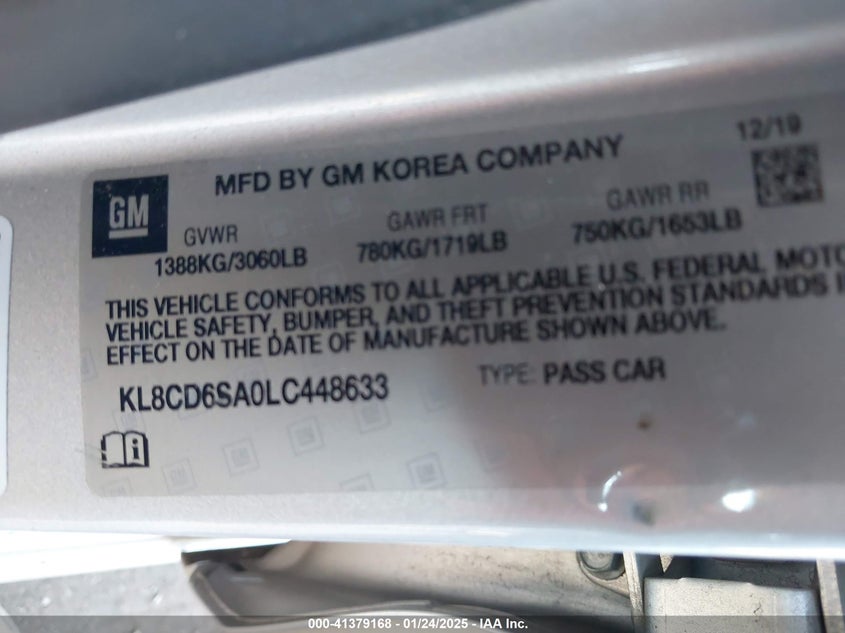 12/19
MFD BY GM KOREA COMPANY
GM
GVWR GAWR FRT GAWR RR
1388KG/3060LB 780KG/1719LB 750KG/1653LB
THIS VEHICLE CONFORMS TO ALL APPLICABLE U.S. FEDERAL MOTO
VEHICLE SAFETY, BUMPER, AND THEFT PREVENTION STANDARDS I
EFFECT ON THE DATE OF MANUFACTURE SHOWN ABOVE.
KL8CD6SA0LC448633 TYPE: PASS CAR
000-41379168 - 01/24/2025 - IAA Inc.